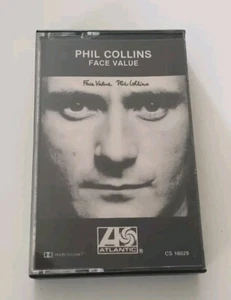 PHIL COLLINS
FACE VALUE
Face Value Phil Collins
ATLANTIC
CS 16029